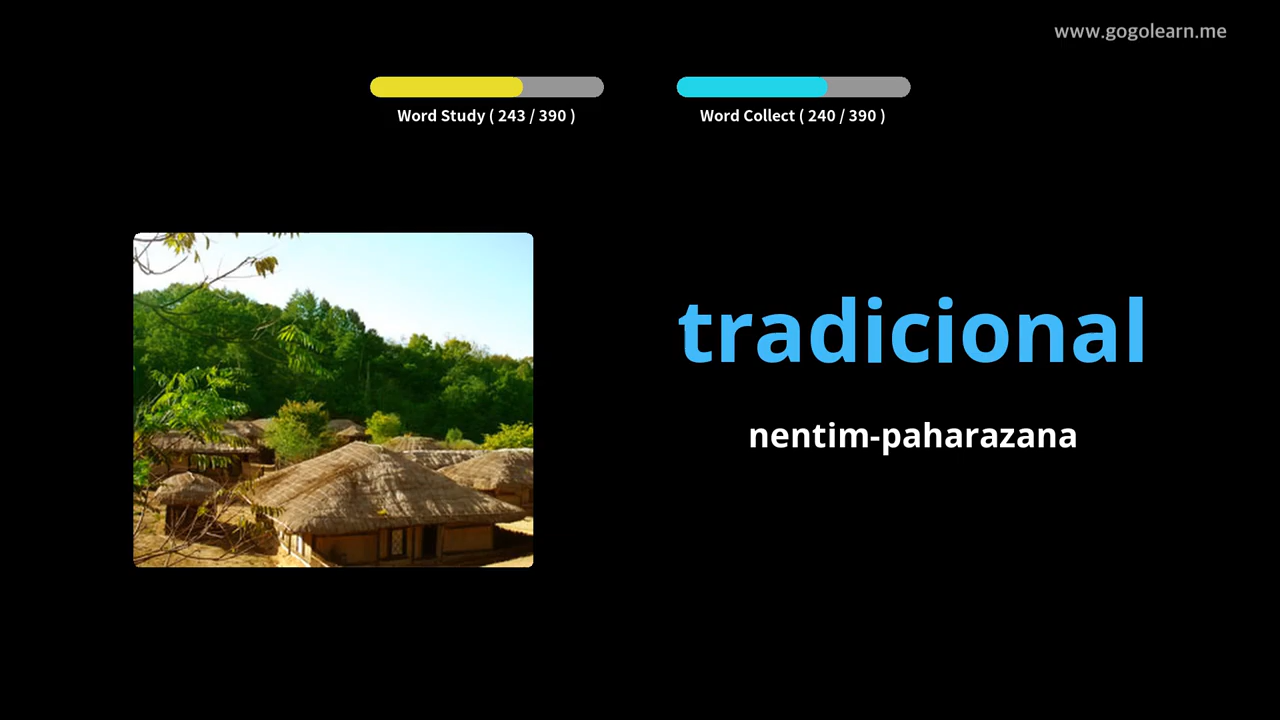 www.gogolearn.me
Word Study ( 243 / 390 )
Word Collect ( 240 / 390 )
tradicional
nentim-paharazana